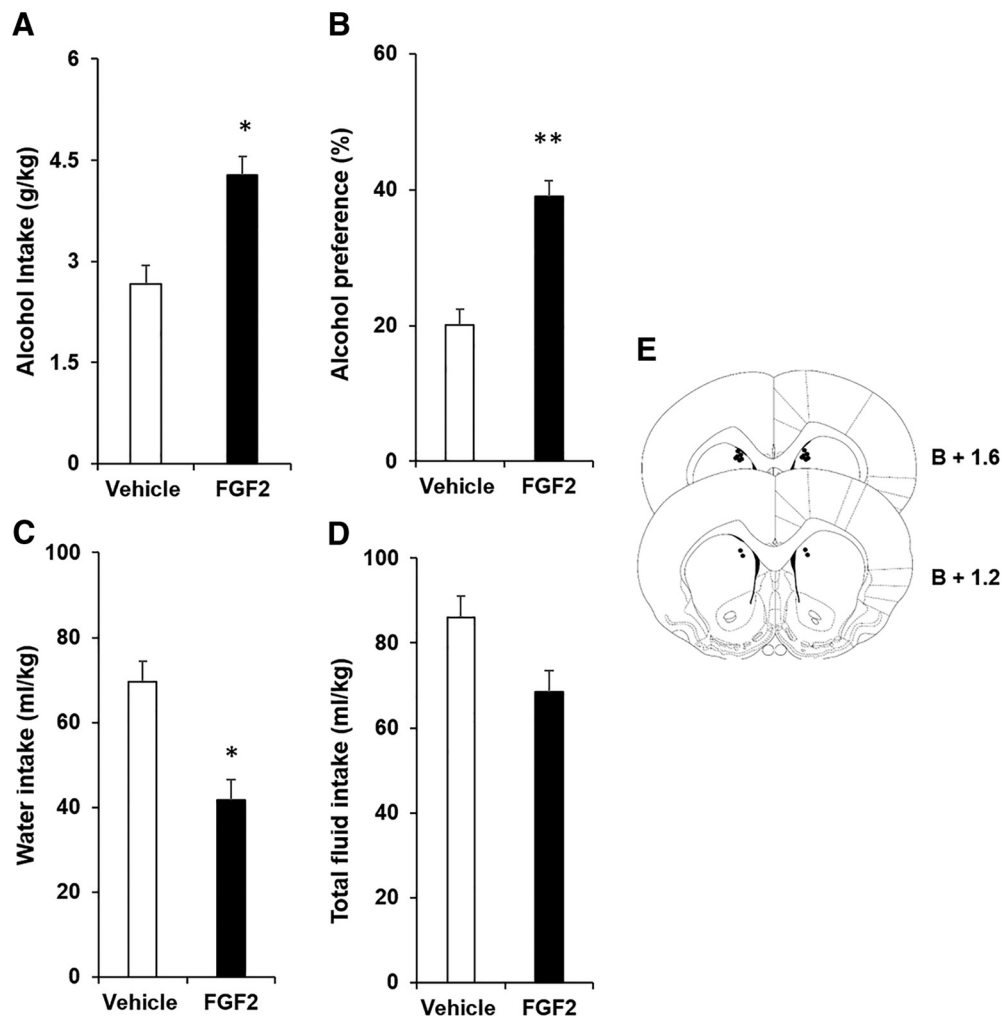 A
Alcohol Intake (g/kg)
6
4.5
3
1.5
0
*
Vehicle FGF2
B
Alcohol preference (%)
60
40
20
0
**
Vehicle FGF2
C
Water intake (ml/kg)
100
80
60
40
20
0
*
Vehicle FGF2
D
Total fluid intake (ml/kg)
100
80
60
40
20
0
Vehicle FGF2
E
B + 1.6
B + 1.2